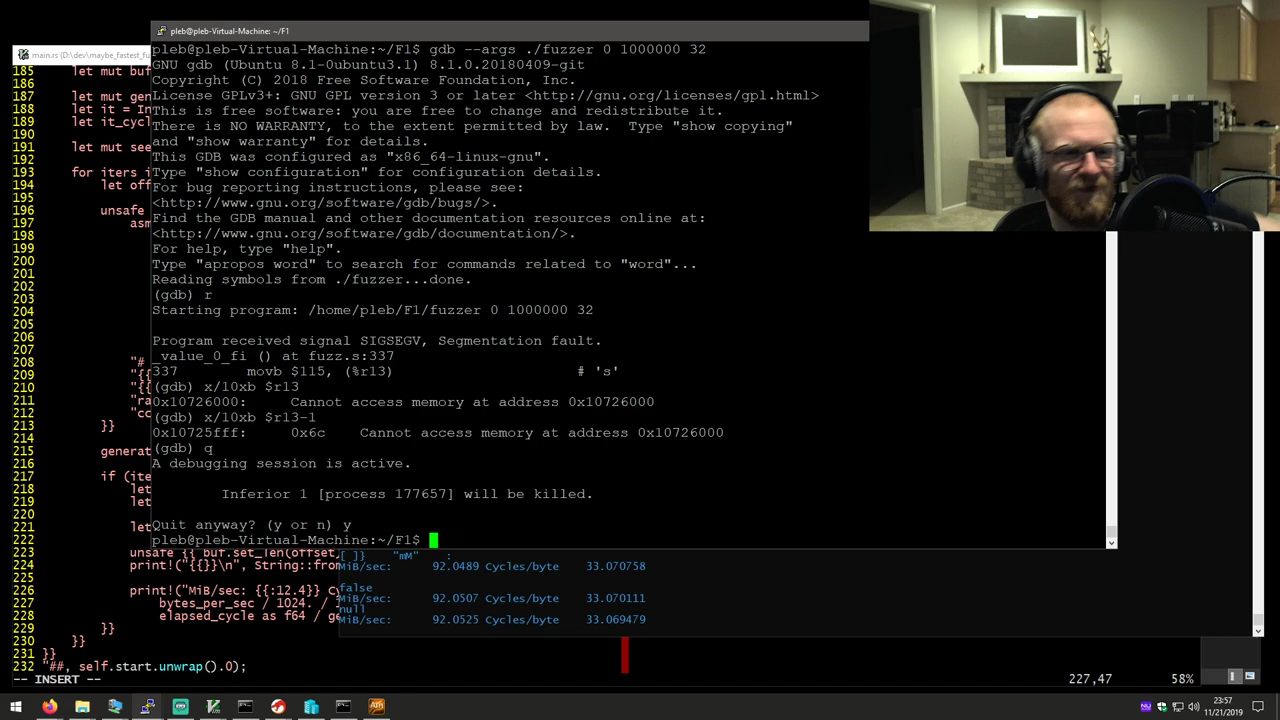 pleb@pleb-Virtual-Machine: ~/F1
main.rs (D:\dev\maybe_fastest_fu
pleb@pleb-Virtual-Machine:~/F1$ gdb --args ./fuzzer 0 1000000 32
GNU gdb (Ubuntu 8.1-0ubuntu3.1) 8.1.0.20180409-git
Copyright (C) 2018 Free Software Foundation, Inc.
License GPLv3+: GNU GPL version 3 or later <http://gnu.org/licenses/gpl.html>
This is free software: you are free to change and redistribute it.
There is NO WARRANTY, to the extent permitted by law.  Type "show copying"
and "show warranty" for details.
This GDB was configured as "x86_64-linux-gnu".
Type "show configuration" for configuration details.
For bug reporting instructions, please see:
<http://www.gnu.org/software/gdb/bugs/>.
Find the GDB manual and other documentation resources online at:
<http://www.gnu.org/software/gdb/documentation/>.
For help, type "help".
Type "apropos word" to search for commands related to "word"...
Reading symbols from ./fuzzer...done.
(gdb) r
Starting program: /home/pleb/F1/fuzzer 0 1000000 32
Program received signal SIGSEGV, Segmentation fault.
_value_0_fi () at fuzz.s:337
337 movb $115, (%r13) # 's'
(gdb) x/10xb $r13
0x10726000: Cannot access memory at address 0x10726000
(gdb) x/10xb $r13-1
0x10725fff: 0x6c Cannot access memory at address 0x10726000
(gdb) q
A debugging session is active.
Inferior 1 [process 177657] will be killed.
Quit anyway? (y or n) y
pleb@pleb-Virtual-Machine:~/F1$
185 let mut buf
186
187 let mut gen
188 let it = In
189 let it_cycl
190
191 let mut see
192
193 for iters i
194 let off
195
196 unsafe
197 asm
198
199
200
201
202
203
204
205
206
207
208 "#
209 "{{
210 "{{
211 "ra
212 "cc
213 }}
214
215 generat
216
217 if (ite
218 let
219 let
220
221 let
222
223 unsafe {{ buf.set_len(offset,
224 print!("{{}}\n", String::from
225
226 print!("MiB/sec: {{:12.4}} Cy
227 bytes_per_sec / 1024. /
228 elapsed_cycle as f64 / ge
229 }}
230 }}
231 }}
232 "##, self.start.unwrap().0);
-- INSERT -- 227,47 58%
[ ]} "mM" :
MiB/sec: 92.0489 Cycles/byte 33.070758
false
MiB/sec: 92.0507 Cycles/byte 33.070111
null
MiB/sec: 92.0525 Cycles/byte 33.069479
23:57
11/21/2019